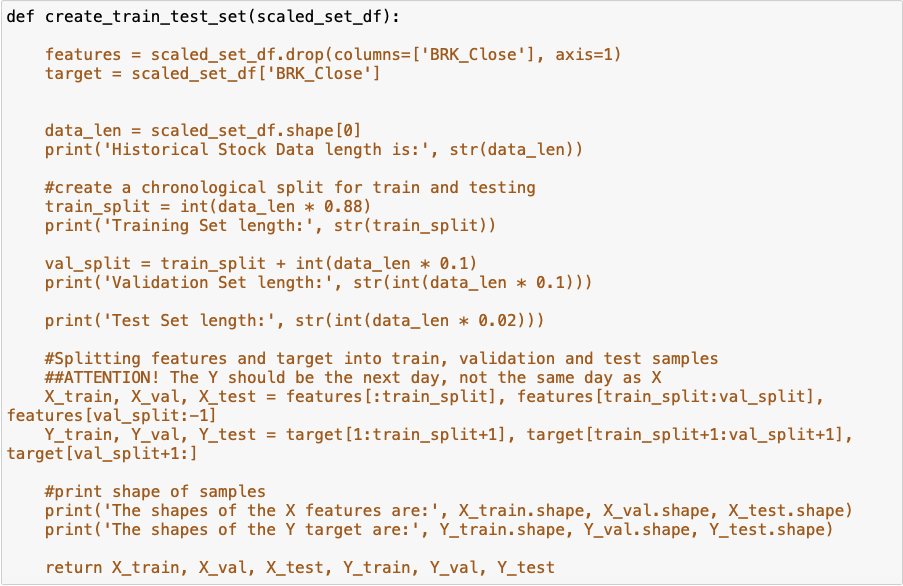 def create_train_test_set(scaled_set_df):
    features = scaled_set_df.drop(columns=['BRK_Close'], axis=1)
    target = scaled_set_df['BRK_Close']
    data_len = scaled_set_df.shape[0]
    print('Historical Stock Data length is:', str(data_len))
    #create a chronological split for train and testing
    train_split = int(data_len * 0.88)
    print('Training Set length:', str(train_split))
    val_split = train_split + int(data_len * 0.1)
    print('Validation Set length:', str(int(data_len * 0.1)))
    print('Test Set length:', str(int(data_len * 0.02)))
    #Splitting features and target into train, validation and test samples
    ##ATTENTION! The Y should be the next day, not the same day as X
    X_train, X_val, X_test = features[:train_split], features[train_split:val_split],
features[val_split:-1]
    Y_train, Y_val, Y_test = target[1:train_split+1], target[train_split+1:val_split+1],
target[val_split+1:]
    #print shape of samples
    print('The shapes of the X features are:', X_train.shape, X_val.shape, X_test.shape)
    print('The shapes of the Y target are:', Y_train.shape, Y_val.shape, Y_test.shape)
    return X_train, X_val, X_test, Y_train, Y_val, Y_test